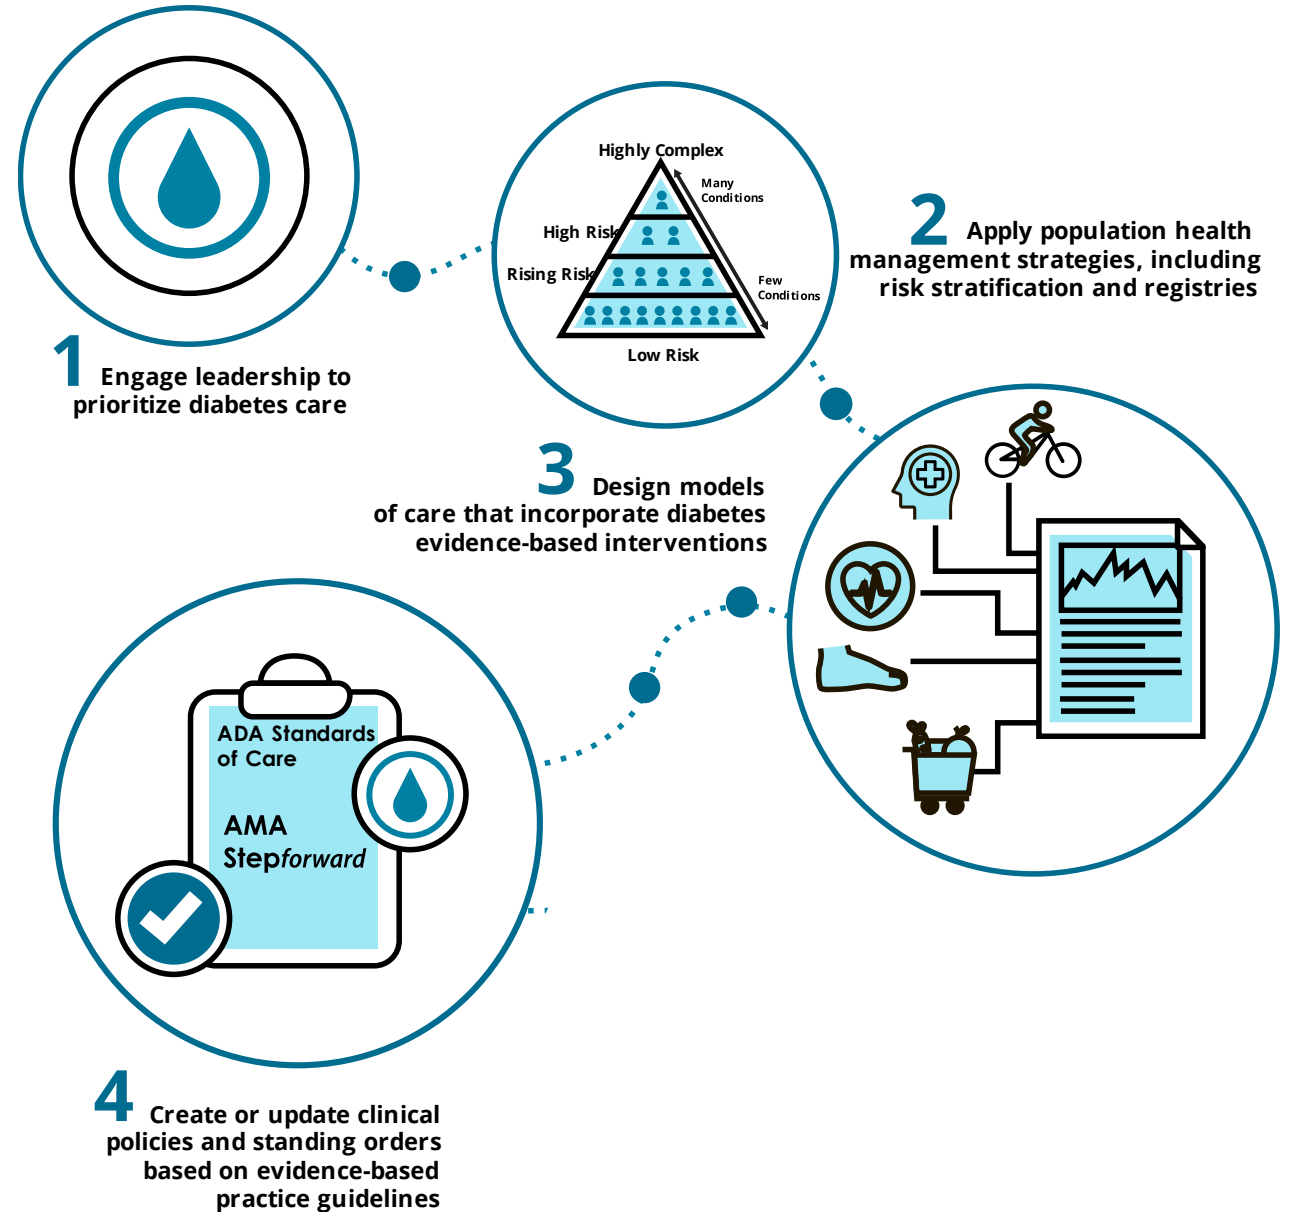 1 Engage leadership to
prioritize diabetes care
Highly Complex
Many
Conditions
High Risk
Rising Risk
Few
Conditions
Low Risk
2 Apply population health
management strategies, including
risk stratification and registries
3 Design models
of care that incorporate diabetes
evidence-based interventions
ADA Standards
of Care
AMA
Stepforward
4 Create or update clinical
policies and standing orders
based on evidence-based
practice guidelines